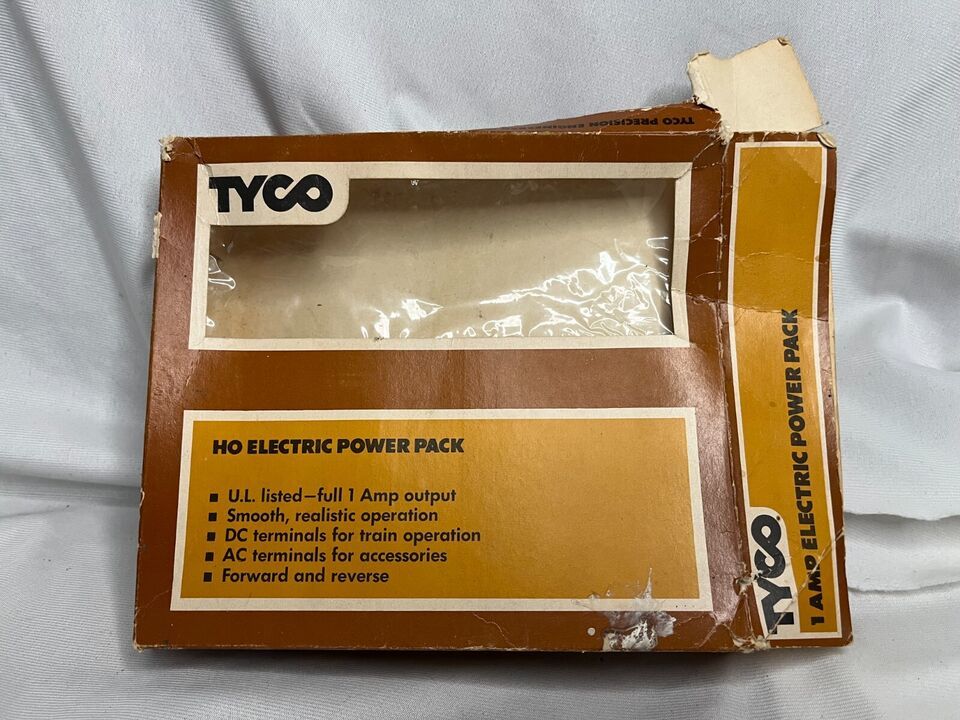 TYCO PRECISION
TYCO
HO ELECTRIC POWER PACK
■ U.L. listed—full 1 Amp output
■ Smooth, realistic operation
■ DC terminals for train operation
■ AC terminals for accessories
■ Forward and reverse
TYCO®
1 AMP ELECTRIC POWER PACK